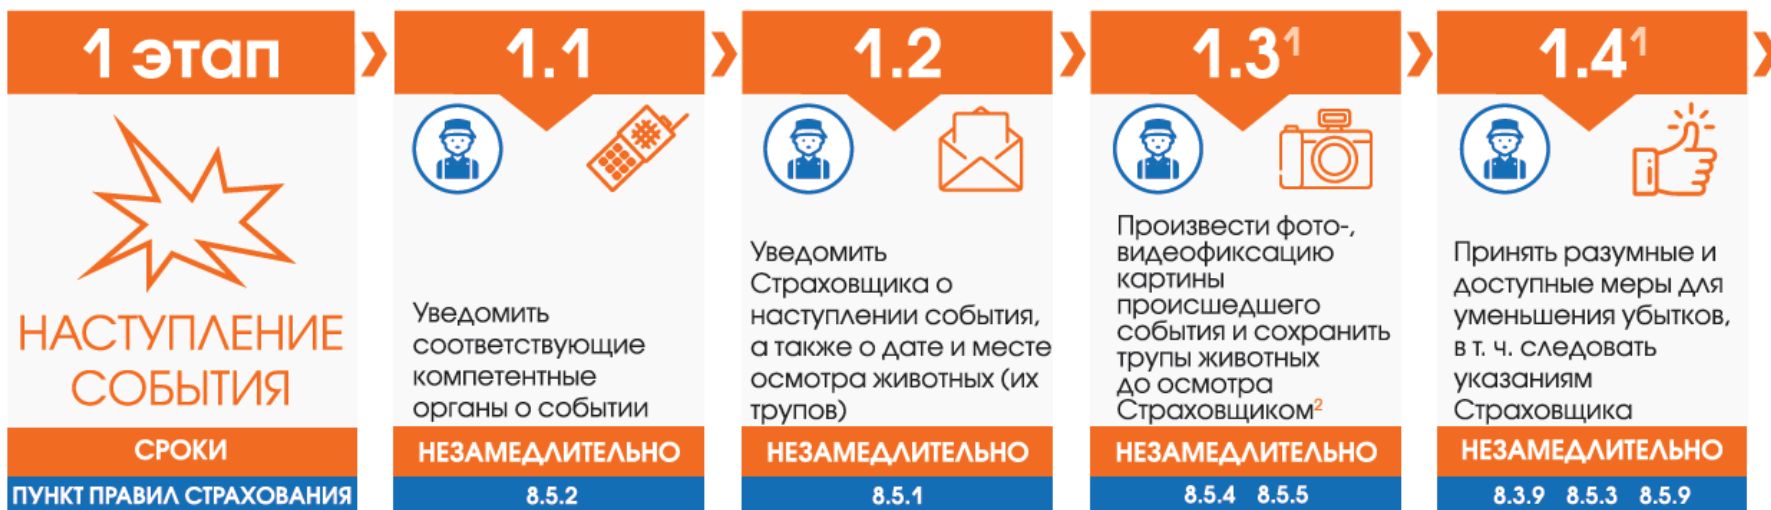 1 этап
НАСТУПЛЕНИЕ
СОБЫТИЯ
СРОКИ
ПУНКТ ПРАВИЛ СТРАХОВАНИЯ
1.1
Уведомить
соответствующие
компетентные
органы о событии
НЕЗАМЕДЛИТЕЛЬНО
8.5.2
1.2
Уведомить
Страховщика о
наступлении события,
а также о дате и месте
осмотра животных (их
трупов)
НЕЗАМЕДЛИТЕЛЬНО
8.5.1
1.3¹
Произвести фото-,
видеофиксацию
картины
происшедшего
события и сохранить
трупы животных
до осмотра
Страховщиком²
НЕЗАМЕДЛИТЕЛЬНО
8.5.4 8.5.5
1.4¹
Принять разумные и
доступные меры для
уменьшения убытков,
в т. ч. следовать
указаниям
Страховщика
НЕЗАМЕДЛИТЕЛЬНО
8.3.9 8.5.3 8.5.9